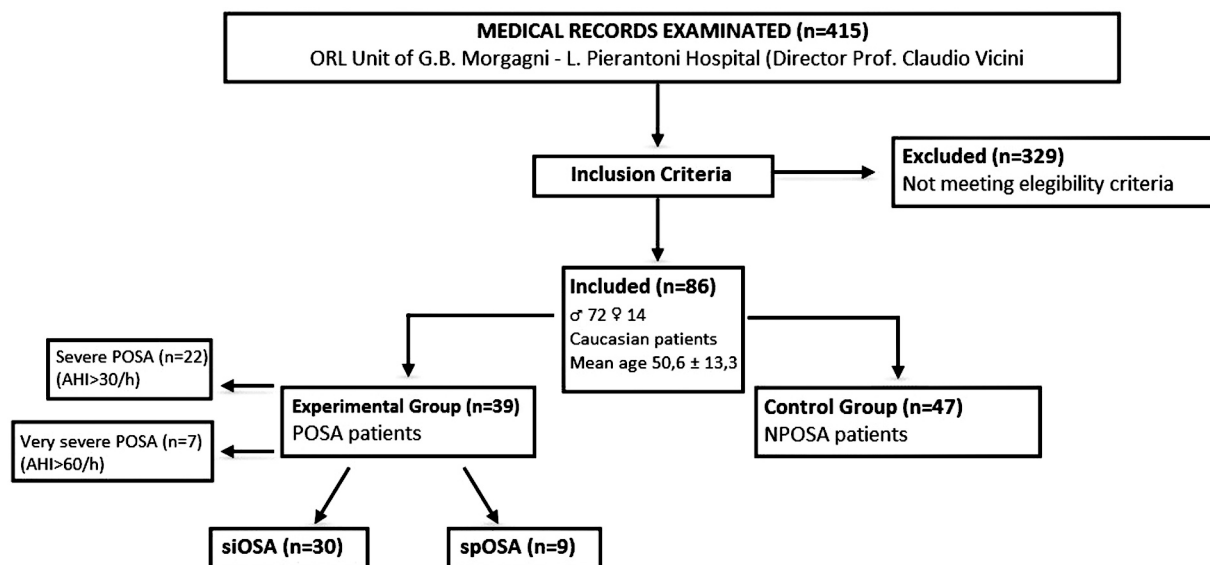 MEDICAL RECORDS EXAMINED (n=415)
ORL Unit of G.B. Morgagni - L. Pierantoni Hospital (Director Prof. Claudio Vicini
Inclusion Criteria
Excluded (n=329)
Not meeting elegibility criteria
Included (n=86)
♂ 72 ♀ 14
Caucasian patients
Mean age 50,6 ± 13,3
Severe POSA (n=22)
(AHI>30/h)
Very severe POSA (n=7)
(AHI>60/h)
Experimental Group (n=39)
POSA patients
Control Group (n=47)
NPOSA patients
siOSA (n=30)
spOSA (n=9)